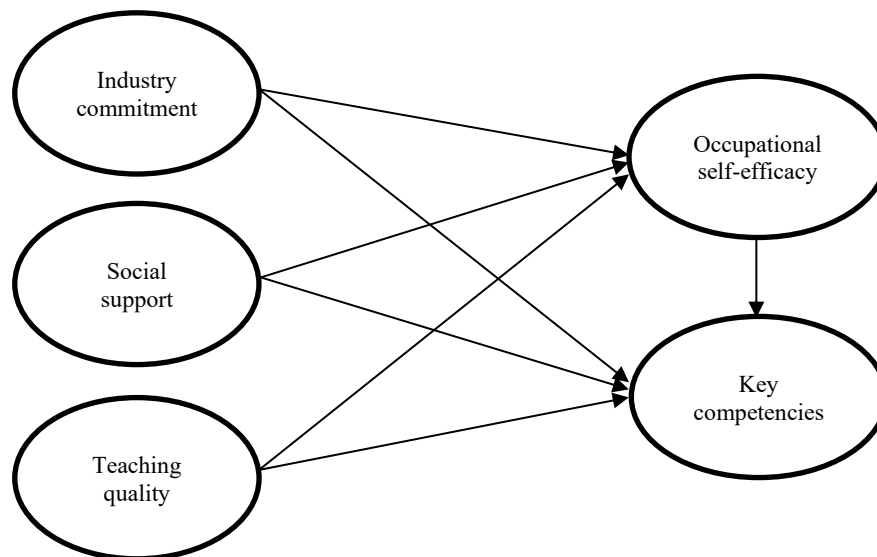 Industry
commitment
Social
support
Teaching
quality
Occupational
self-efficacy
Key
competencies